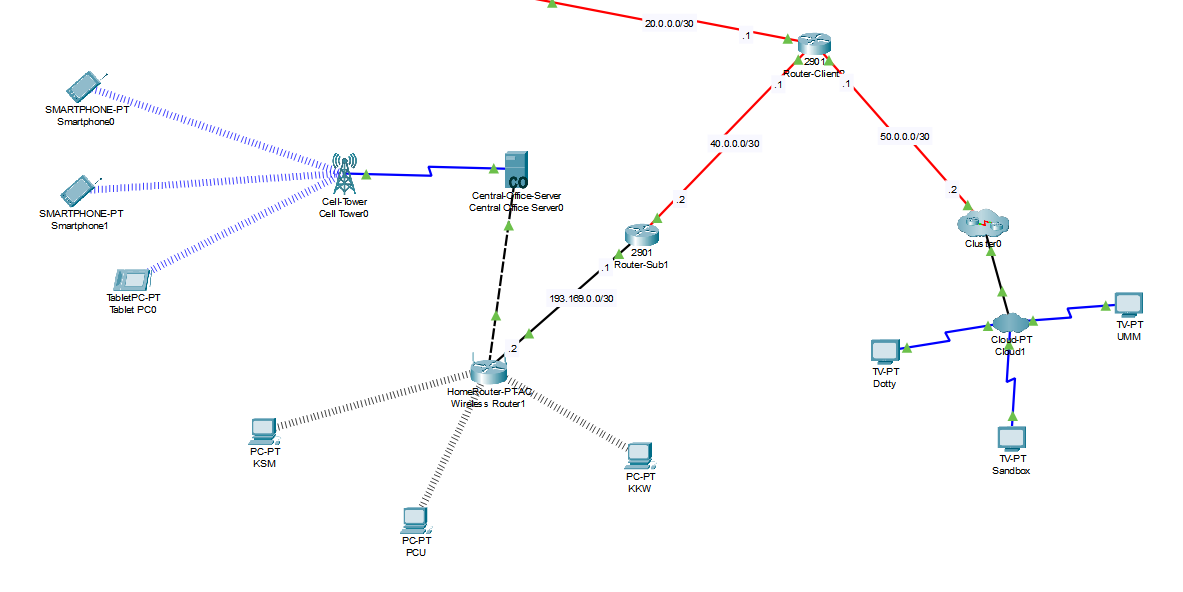 20.0.0.0/30
.1
2901
Router-Client
.1
.1
SMARTPHONE-PT
Smartphone0
40.0.0.0/30
50.0.0.0/30
CO
.2
.2
Central-Office-Server
Central Office Server0
Cell-Tower
Cell Tower0
SMARTPHONE-PT
Smartphone1
2901
Router-Sub1
Cluster0
.1
TabletPC-PT
Tablet PC0
193.169.0.0/30
TV-PT
UMM
Cloud-PT
Cloud1
.2
TV-PT
Dotty
HomeRouter-PT-AC
Wireless Router1
PC-PT
KSM
TV-PT
Sandbox
PC-PT
KKW
PC-PT
PCU